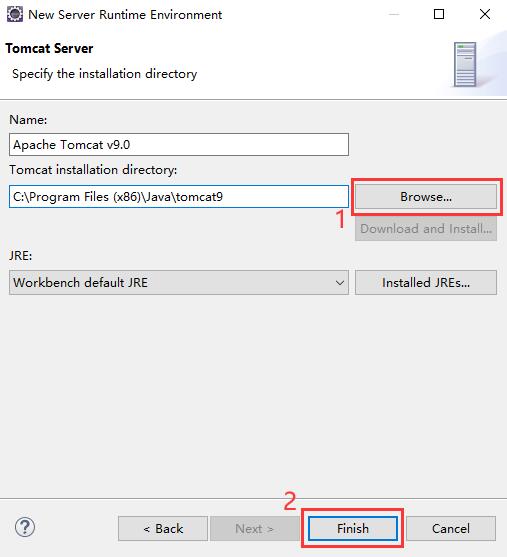 New Server Runtime Environment
Tomcat Server
Specify the installation directory
Name:
Apache Tomcat v9.0
Tomcat installation directory:
C:\Program Files (x86)\Java\tomcat9
Browse...
1
Download and Install...
JRE:
Workbench default JRE
Installed JREs...
2
?
< Back
Next >
Finish
Cancel